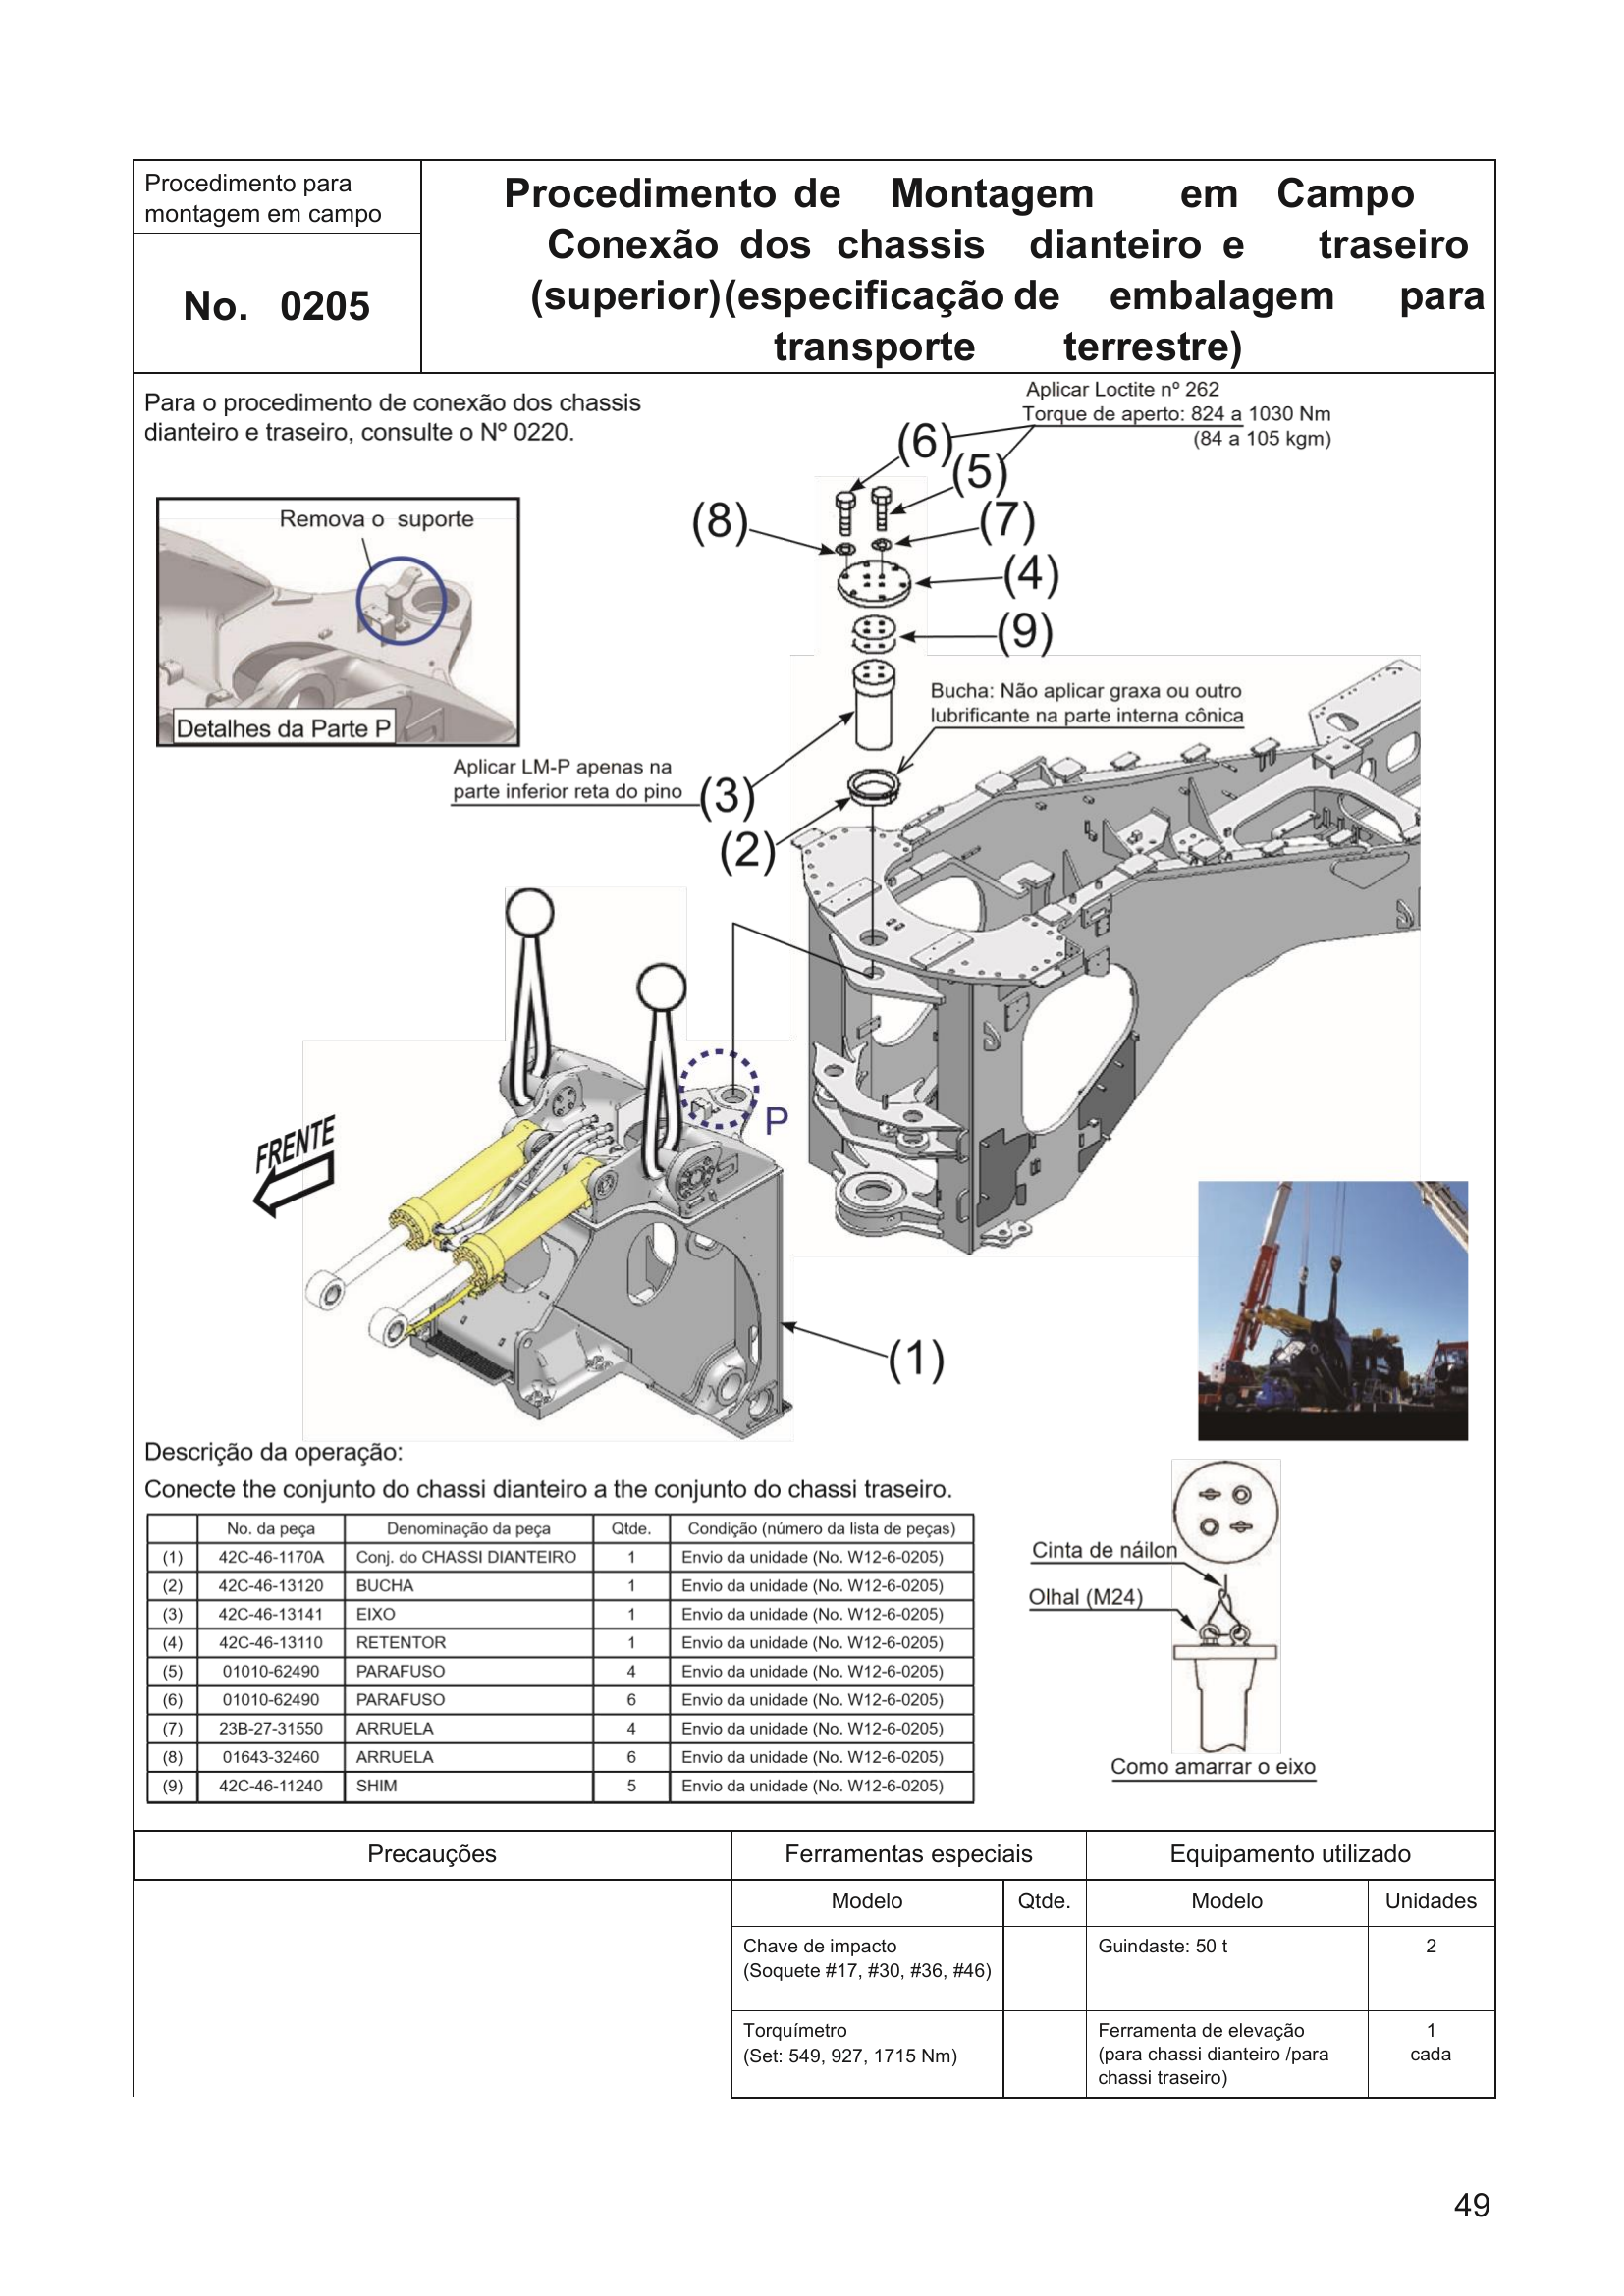 Procedimento para
montagem em campo
No. 0205
Procedimento de Montagem em Campo
Conexão dos chassis dianteiro e traseiro
(superior)(especificação de embalagem para
transporte terrestre)
Para o procedimento de conexão dos chassis
dianteiro e traseiro, consulte o Nº 0220.
Aplicar Loctite nº 262
Torque de aperto: 824 a 1030 Nm
(84 a 105 kgm)
(6)
(5)
(8)
(7)
(4)
(9)
Remova o suporte
Detalhes da Parte P
Bucha: Não aplicar graxa ou outro
lubrificante na parte interna cônica
Aplicar LM-P apenas na
parte inferior reta do pino
(3)
(2)
P
FRENTE
(1)
Descrição da operação:
Conecte the conjunto do chassi dianteiro a the conjunto do chassi traseiro.
No. da peça Denominação da peça Qtde. Condição (número da lista de peças)
(1) 42C-46-1170A Conj. do CHASSI DIANTEIRO 1 Envio da unidade (No. W12-6-0205)
(2) 42C-46-13120 BUCHA 1 Envio da unidade (No. W12-6-0205)
(3) 42C-46-13141 EIXO 1 Envio da unidade (No. W12-6-0205)
(4) 42C-46-13110 RETENTOR 1 Envio da unidade (No. W12-6-0205)
(5) 01010-62490 PARAFUSO 4 Envio da unidade (No. W12-6-0205)
(6) 01010-62490 PARAFUSO 6 Envio da unidade (No. W12-6-0205)
(7) 23B-27-31550 ARRUELA 4 Envio da unidade (No. W12-6-0205)
(8) 01643-32460 ARRUELA 6 Envio da unidade (No. W12-6-0205)
(9) 42C-46-11240 SHIM 5 Envio da unidade (No. W12-6-0205)
Cinta de náilon
Olhal (M24)
Como amarrar o eixo
Precauções Ferramentas especiais Equipamento utilizado
Modelo Qtde. Modelo Unidades
Chave de impacto
(Soquete #17, #30, #36, #46)
Guindaste: 50 t 2
Torquímetro
(Set: 549, 927, 1715 Nm)
Ferramenta de elevação
(para chassi dianteiro /para
chassi traseiro)
1
cada
49